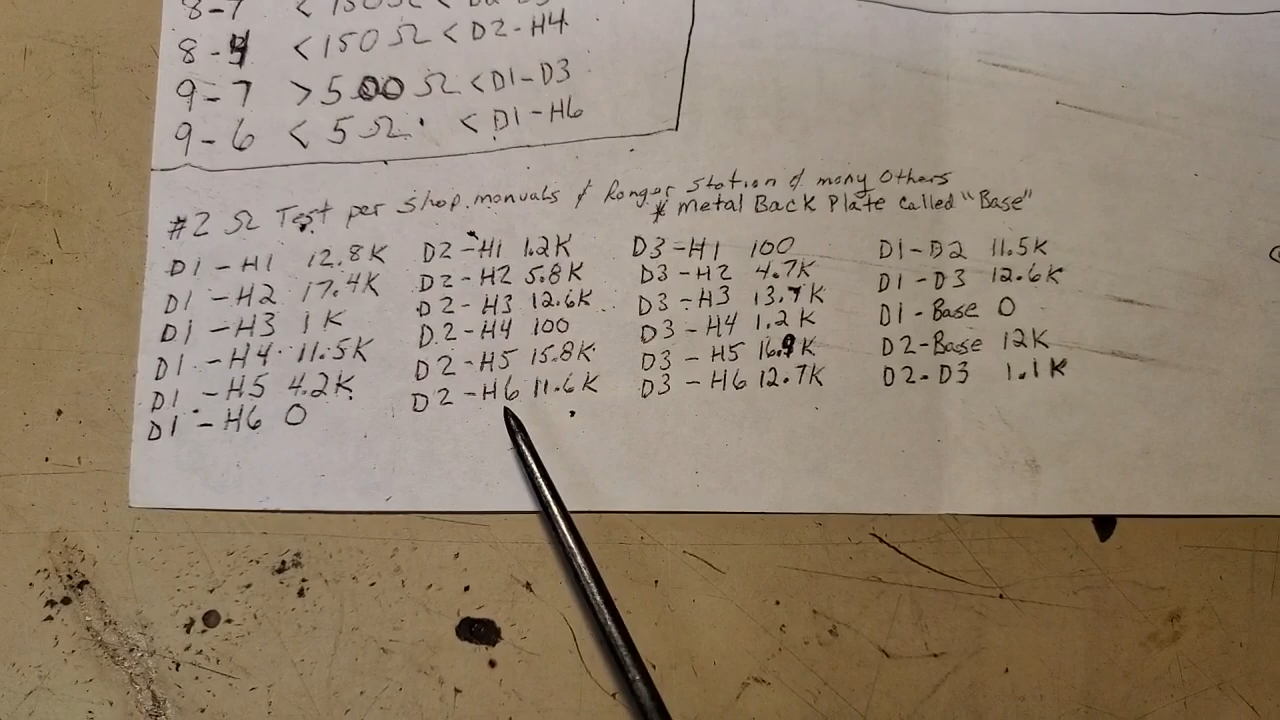 8-7 <150Ω <
8-4 <150Ω < D2-H4
9-7 >500Ω < D1-D3
9-6 <5Ω < D1-H6
#2 Ω Test per Shop manuals & Ranger Station & many Others
* metal Back Plate called "Base"
D1-H1 12.8K D2-H1 1.2K D3-H1 100 D1-D2 11.5K
D1-H2 17.4K D2-H2 5.8K D3-H2 4.7K D1-D3 12.6K
D1-H3 1K D2-H3 12.6K D3-H3 13.7K D1-Base 0
D1-H4 11.5K D2-H4 100 D3-H4 1.2K D2-Base 12K
D1-H5 4.2K D2-H5 15.8K D3-H5 16.9K D2-D3 1.1K
D1-H6 0 D2-H6 11.6K D3-H6 12.7K